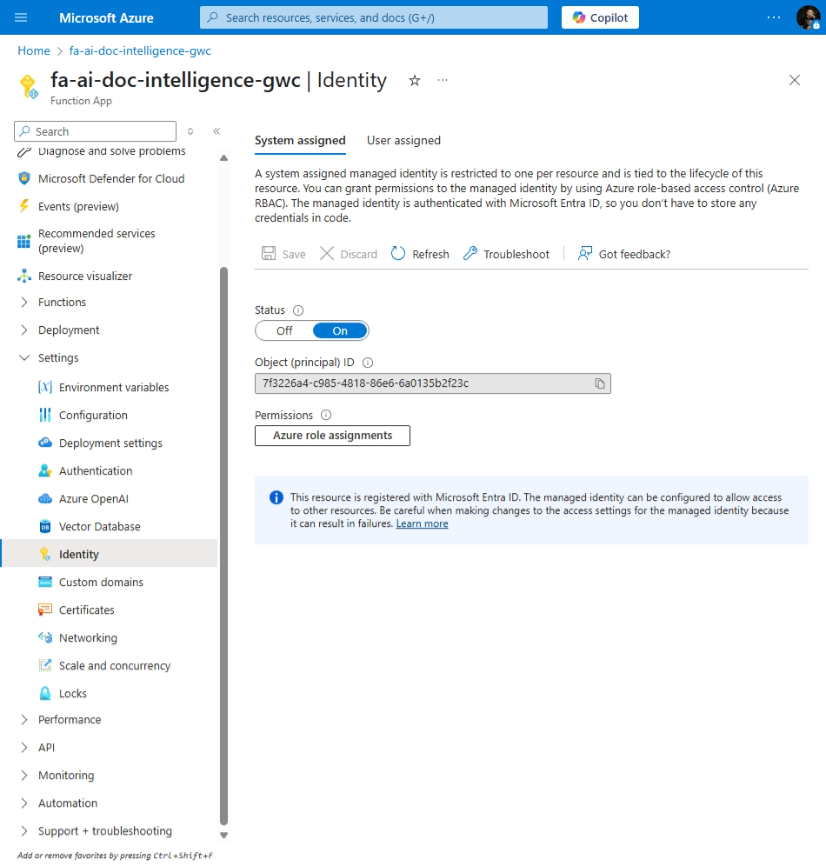 Microsoft Azure
Search resources, services, and docs (G+/)
Copilot
Home > fa-ai-doc-intelligence-gwc
fa-ai-doc-intelligence-gwc | Identity
Function App
Search
Diagnose and solve problems
Microsoft Defender for Cloud
Events (preview)
Recommended services
(preview)
Resource visualizer
Functions
Deployment
Settings
Environment variables
Configuration
Deployment settings
Authentication
Azure OpenAI
Vector Database
Identity
Custom domains
Certificates
Networking
Scale and concurrency
Locks
Performance
API
Monitoring
Automation
Support + troubleshooting
Add or remove favorites by pressing Ctrl+Shift+F
System assigned
User assigned
A system assigned managed identity is restricted to one per resource and is tied to the lifecycle of this
resource. You can grant permissions to the managed identity by using Azure role-based access control (Azure
RBAC). The managed identity is authenticated with Microsoft Entra ID, so you don't have to store any
credentials in code.
Save
Discard
Refresh
Troubleshoot
Got feedback?
Status
Off
On
Object (principal) ID
7f3226a4-c985-4818-86e6-6a0135b2f23c
Permissions
Azure role assignments
This resource is registered with Microsoft Entra ID. The managed identity can be configured to allow access
to other resources. Be careful when making changes to the access settings for the managed identity because
it can result in failures. Learn more